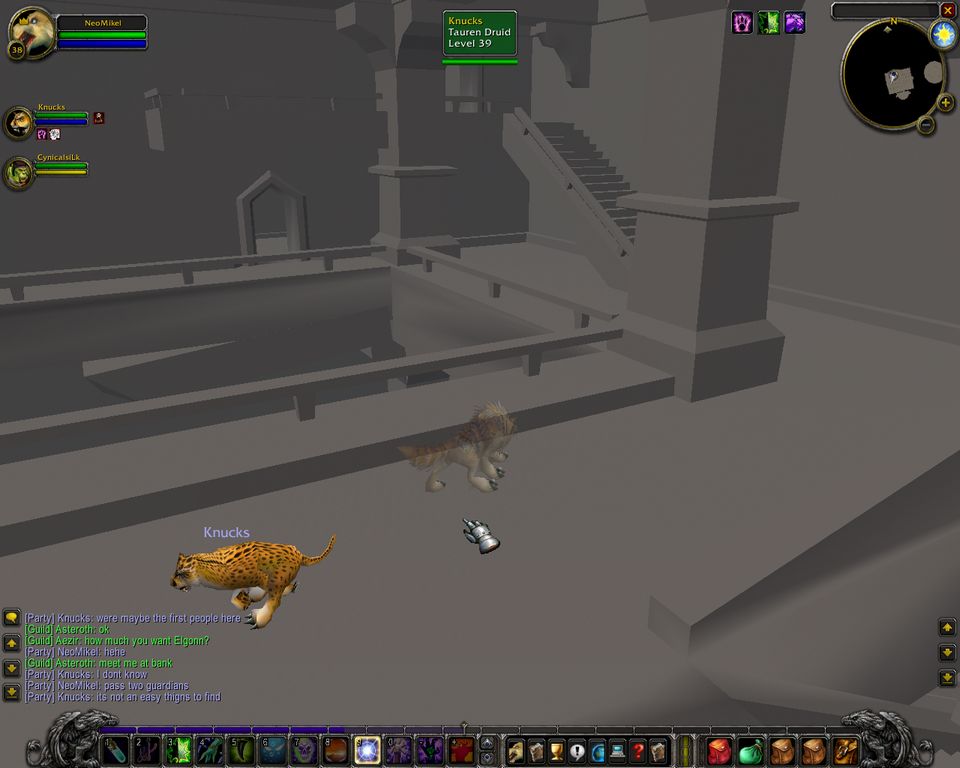 NeoMikel
38
Knucks
Tauren Druid
Level 39
N
Knucks
CynicalsiLk
Knucks
[Party] Knucks: were maybe the first people here
[Guild] Asteroth: ok
[Guild] Aezir: how much you want Elgonn?
[Party] NeoMikel: hehe
[Guild] Asteroth: meet me at bank
[Party] Knucks: I dont know
[Party] NeoMikel: pass two guardians
[Party] Knucks: its not an easy thigns to find